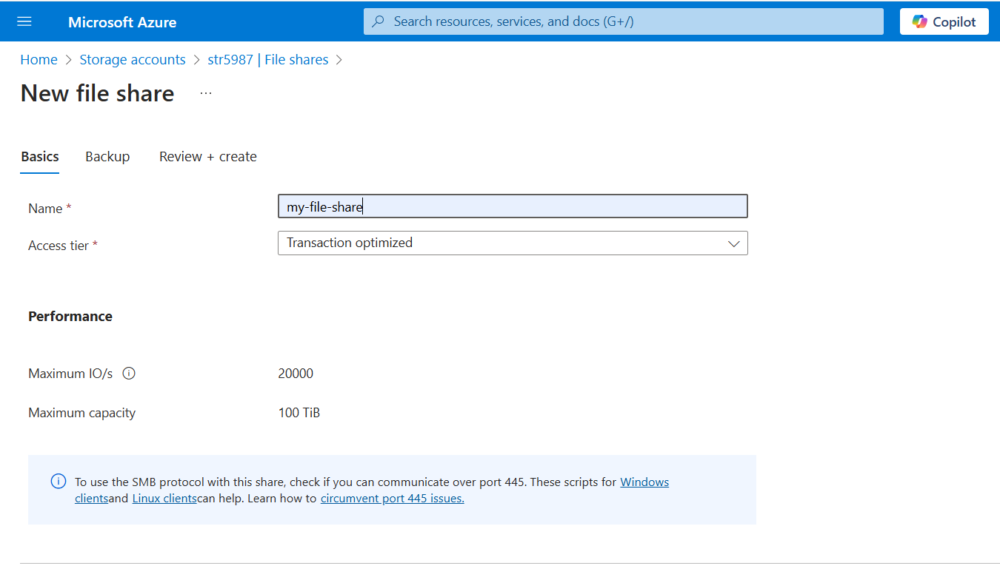 Microsoft Azure
Search resources, services, and docs (G+/)
Copilot
Home > Storage accounts > str5987 | File shares >
New file share ...
Basics Backup Review + create
Name * my-file-share
Access tier * Transaction optimized
Performance
Maximum IO/s 20000
Maximum capacity 100 TiB
To use the SMB protocol with this share, check if you can communicate over port 445. These scripts for Windows
clientsand Linux clientscan help. Learn how to circumvent port 445 issues.